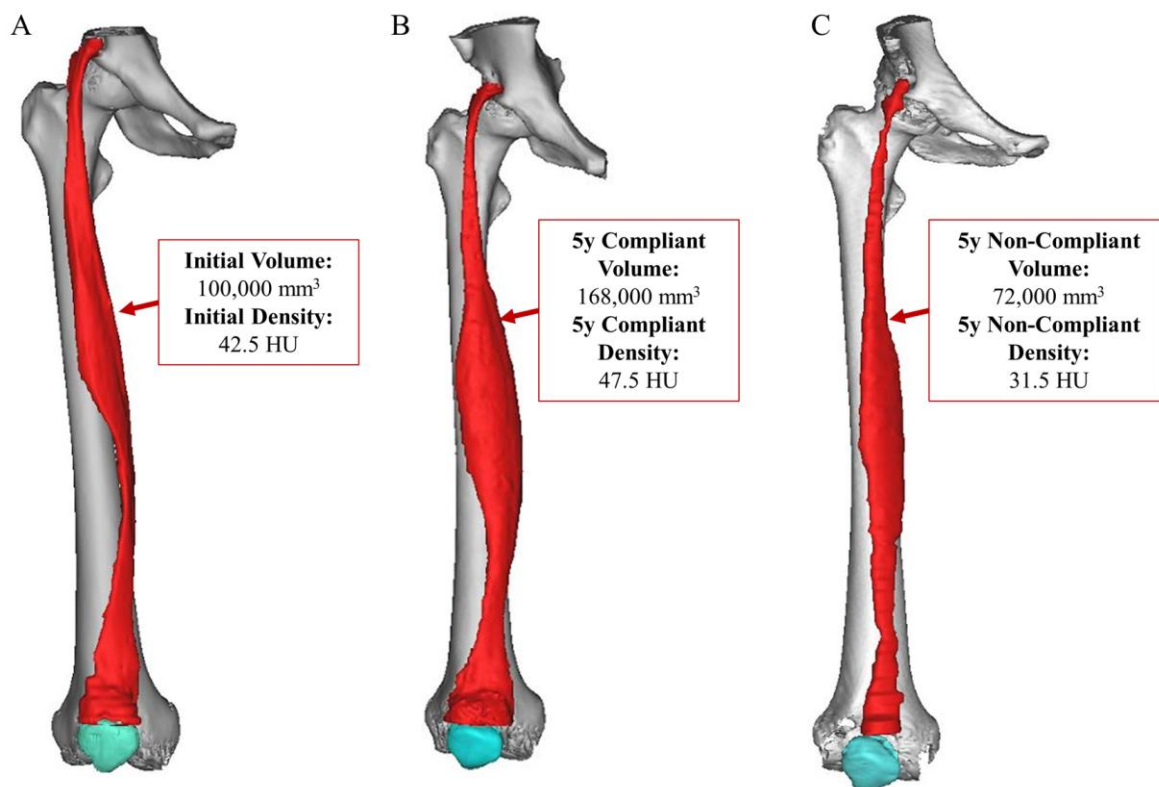 A
B
C
Initial Volume:
100,000 mm³
Initial Density:
42.5 HU
5y Compliant
Volume:
168,000 mm³
5y Compliant
Density:
47.5 HU
5y Non-Compliant
Volume:
72,000 mm³
5y Non-Compliant
Density:
31.5 HU